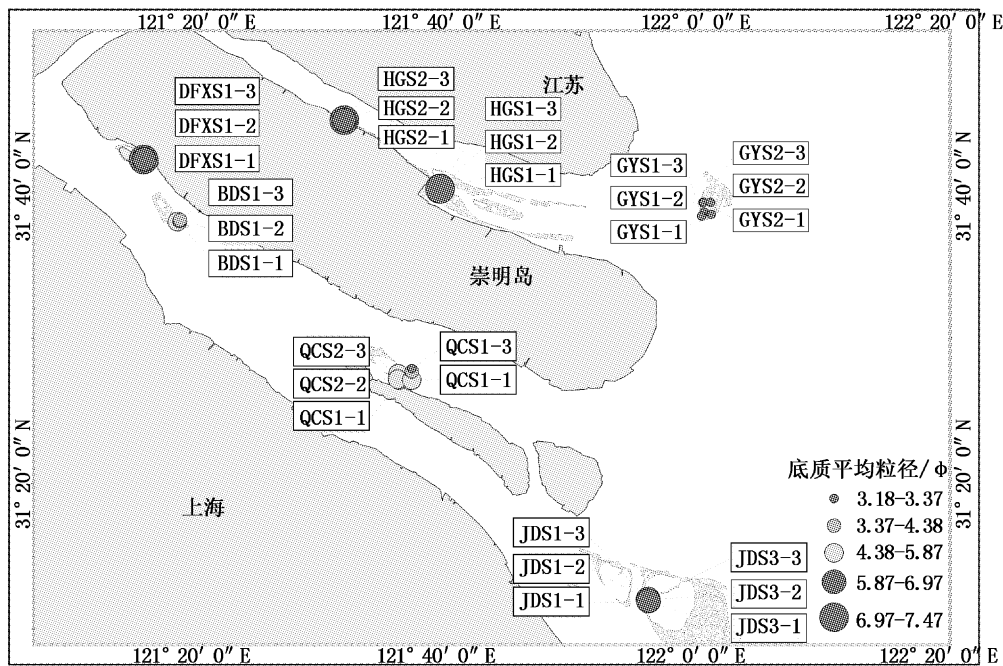 121° 20′ 0″ E
121° 40′ 0″ E
122° 0′ 0″ E
122° 20′ 0″ E
31° 40′ 0″ N
31° 20′ 0″ N
31° 40′ 0″ N
31° 20′ 0″ N
江苏
DFXS1-3
DFXS1-2
DFXS1-1
HGS2-3
HGS2-2
HGS2-1
HGS1-3
HGS1-2
HGS1-1
GYS1-3
GYS1-2
GYS1-1
GYS2-3
GYS2-2
GYS2-1
BDS1-3
BDS1-2
BDS1-1
崇明岛
QCS2-3
QCS2-2
QCS1-1
QCS1-3
QCS1-1
上海
JDS1-3
JDS1-2
JDS1-1
JDS3-3
JDS3-2
JDS3-1
底质平均粒径/φ
3.18-3.37
3.37-4.38
4.38-5.87
5.87-6.97
6.97-7.47
121° 20′ 0″ E
121° 40′ 0″ E
122° 0′ 0″ E
122° 20′ 0″ E